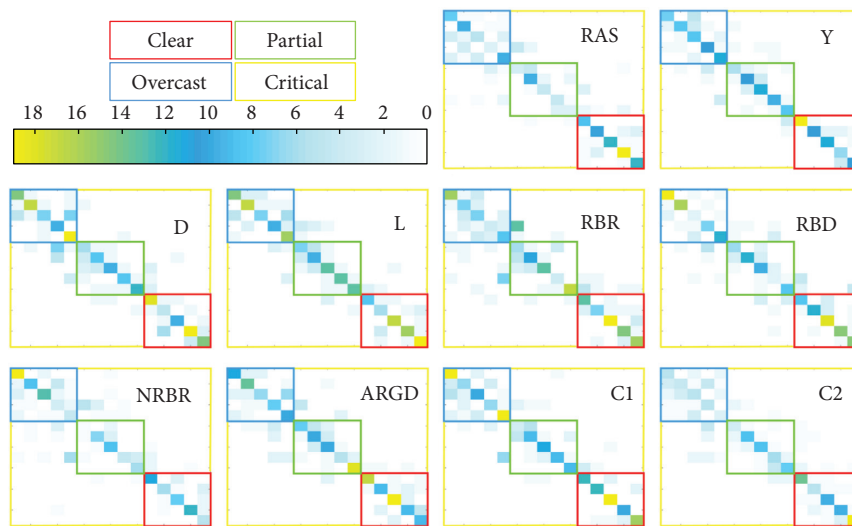 Clear Partial
Overcast Critical
18 16 14 12 10 8 6 4 2 0
RAS Y
D L RBR RBD
NRBR ARGD C1 C2